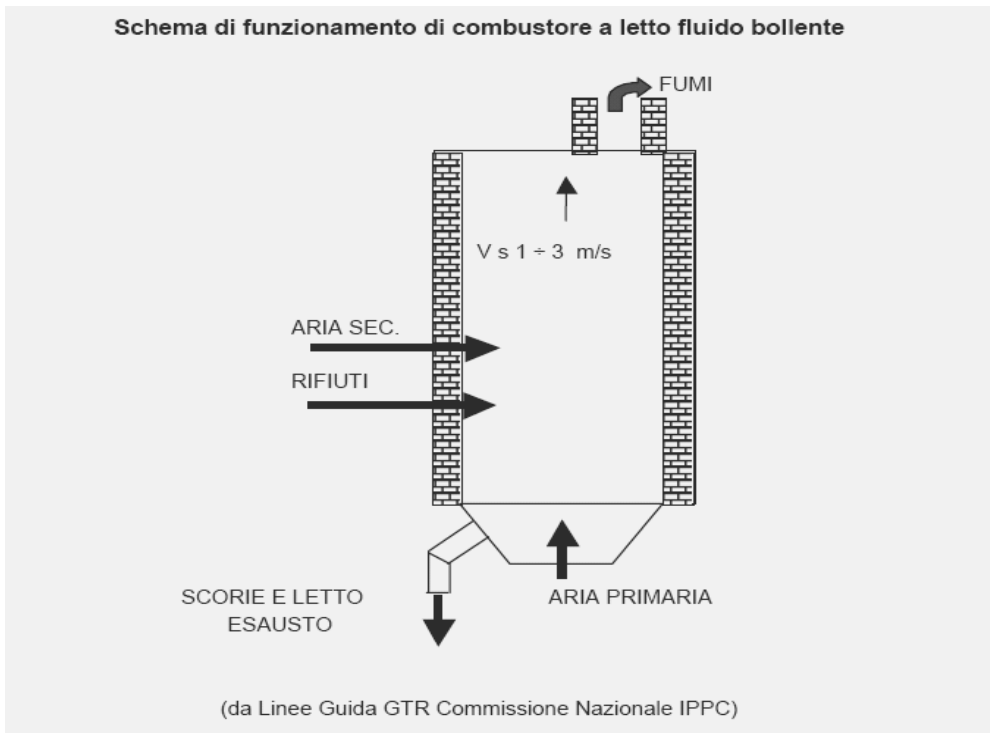 Schema di funzionamento di combustore a letto fluido bollente
FUMI
V s 1 ÷ 3 m/s
ARIA SEC.
RIFIUTI
SCORIE E LETTO
ESAUSTO
ARIA PRIMARIA
(da Linee Guida GTR Commissione Nazionale IPPC)